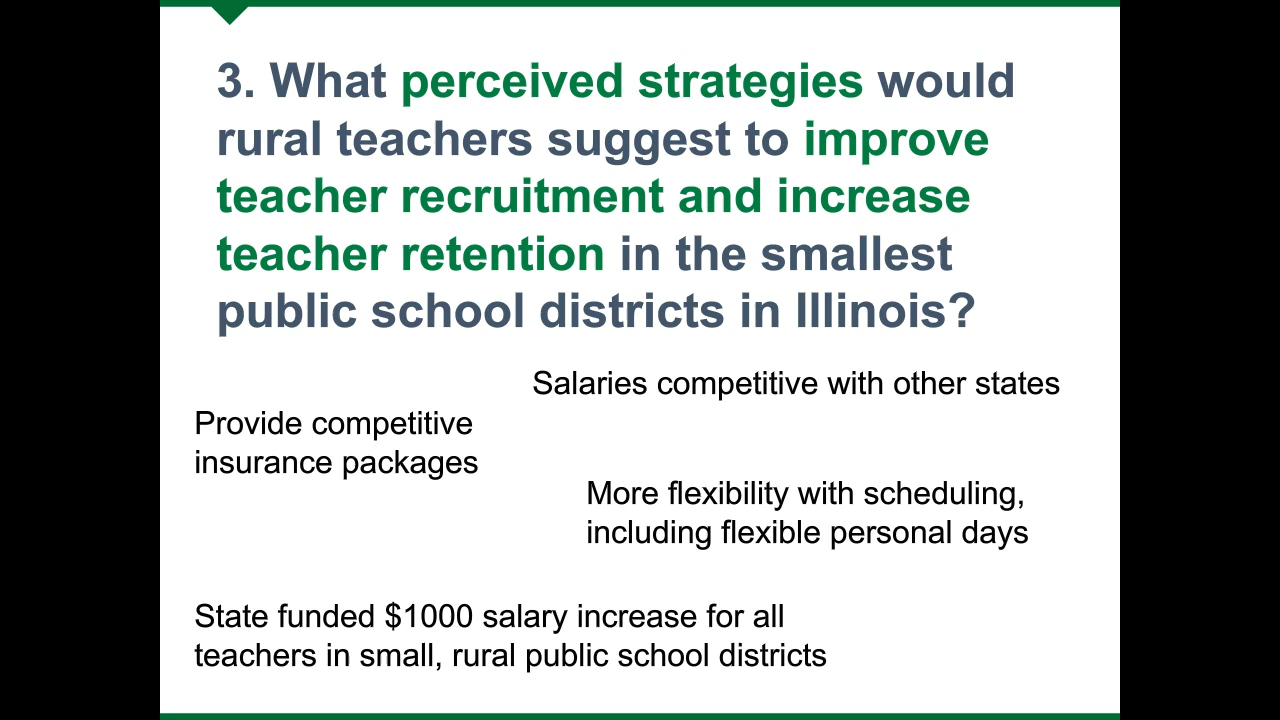 3. What perceived strategies would
rural teachers suggest to improve
teacher recruitment and increase
teacher retention in the smallest
public school districts in Illinois?
Salaries competitive with other states
Provide competitive
insurance packages
More flexibility with scheduling,
including flexible personal days
State funded $1000 salary increase for all
teachers in small, rural public school districts